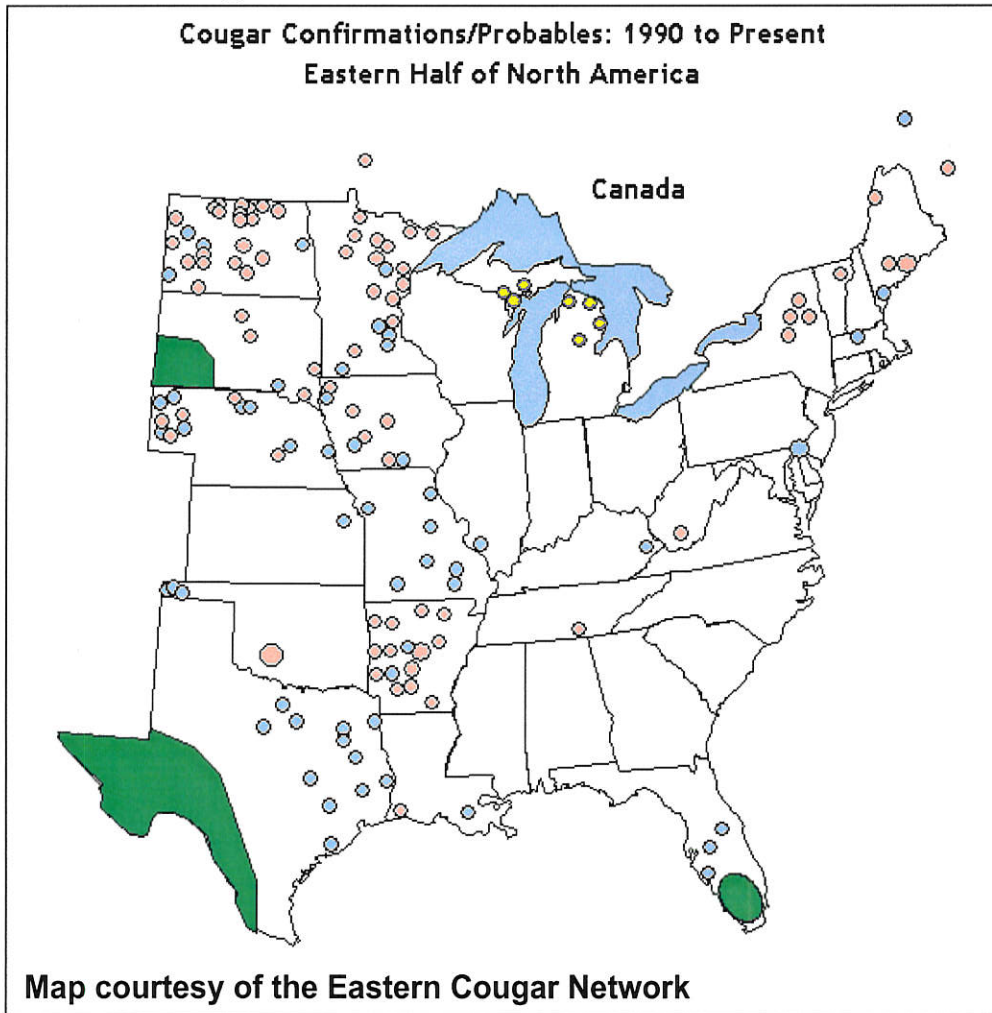 Cougar Confirmations/Probables: 1990 to Present
Eastern Half of North America
Canada
Map courtesy of the Eastern Cougar Network